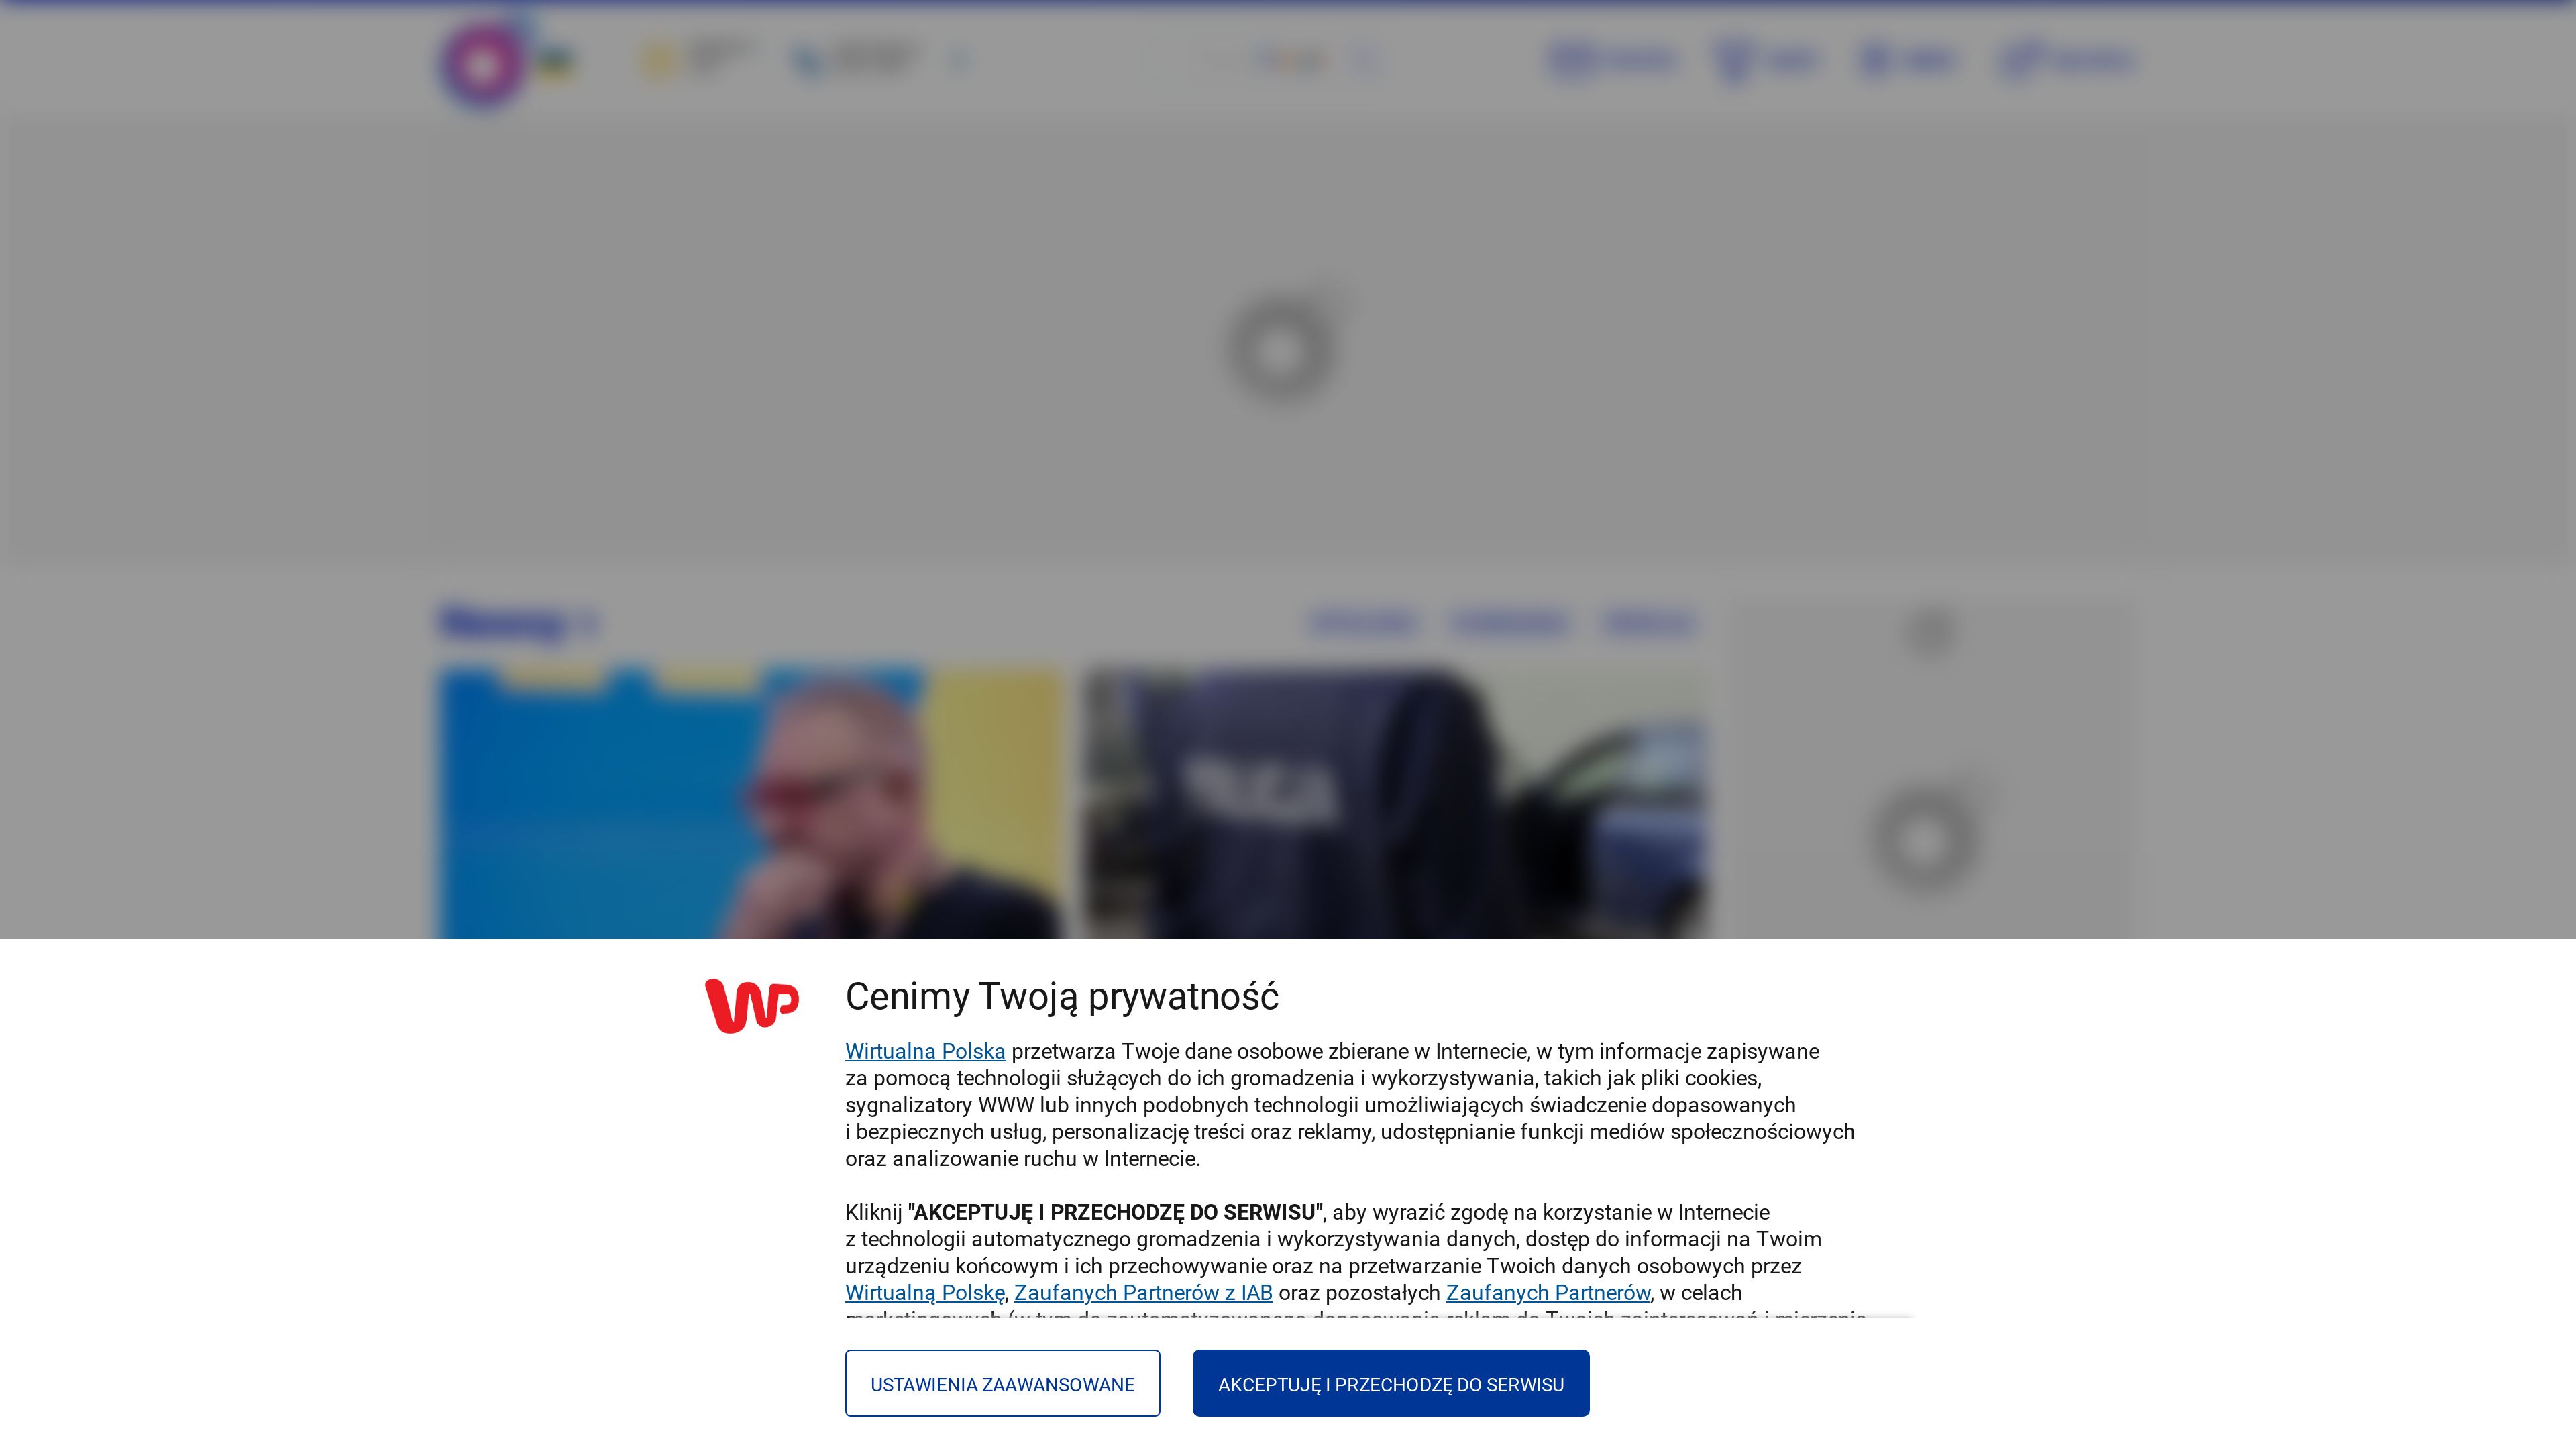 WP
Cenimy Twoją prywatność
Wirtualna Polska przetwarza Twoje dane osobowe zbierane w Internecie, w tym informacje zapisywane
za pomocą technologii służących do ich gromadzenia i wykorzystywania, takich jak pliki cookies,
sygnalizatory WWW lub innych podobnych technologii umożliwiających świadczenie dopasowanych
i bezpiecznych usług, personalizację treści oraz reklamy, udostępnianie funkcji mediów społecznościowych
oraz analizowanie ruchu w Internecie.
Kliknij "AKCEPTUJĘ I PRZECHODZĘ DO SERWISU", aby wyrazić zgodę na korzystanie w Internecie
z technologii automatycznego gromadzenia i wykorzystywania danych, dostęp do informacji na Twoim
urządzeniu końcowym i ich przechowywanie oraz na przetwarzanie Twoich danych osobowych przez
Wirtualną Polskę, Zaufanych Partnerów z IAB oraz pozostałych Zaufanych Partnerów, w celach
USTAWIENIA ZAAWANSOWANE
AKCEPTUJĘ I PRZECHODZĘ DO SERWISU